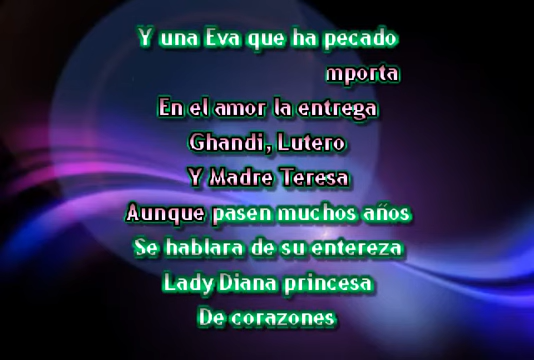 Y una Eva que ha pecado
mporta
En el amor la entrega
Ghandi, Lutero
Y Madre Teresa
Aunque pasen muchos años
Se hablara de su entereza
Lady Diana princesa
De corazones